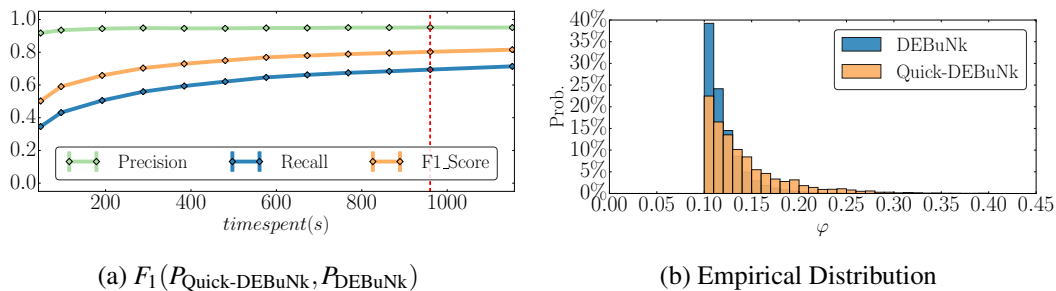 1.0
0.8
0.6
0.4
0.2
0.0
Precision Recall F1_Score
200 400 600 800 1000
timespent(s)
(a) F1(PQuick-DEBuNk, PDEBuNk)
Prob.
40%
35%
30%
25%
20%
15%
10%
5%
0%
DEBuNk
Quick-DEBuNk
0.00 0.05 0.10 0.15 0.20 0.25 0.30 0.35 0.40 0.45
φ
(b) Empirical Distribution